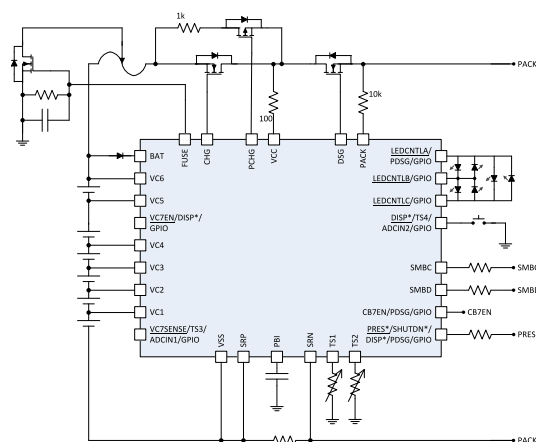 1k
PACK
10k
100
FUSE
CHG
PCHG
VCC
DSG
PACK
BAT
VC6
VC5
VC7EN/DISP*/
GPIO
VC4
VC3
VC2
VC1
VC7SENSE/TS3/
ADCIN1/GPIO
LEDCNTLA/
PDSG/GPIO
LEDCNTLB/GPIO
LEDCNTLC/GPIO
DISP*/TS4/
ADCIN2/GPIO
SMBC
SMBC
SMBD
SMBD
CB7EN/PDSG/GPIO
CB7EN
PRES*/SHUTDN*/
DISP*/PDSG/GPIO
PRES
VSS
SRP
PBI
SRN
TS1
TS2
PACK